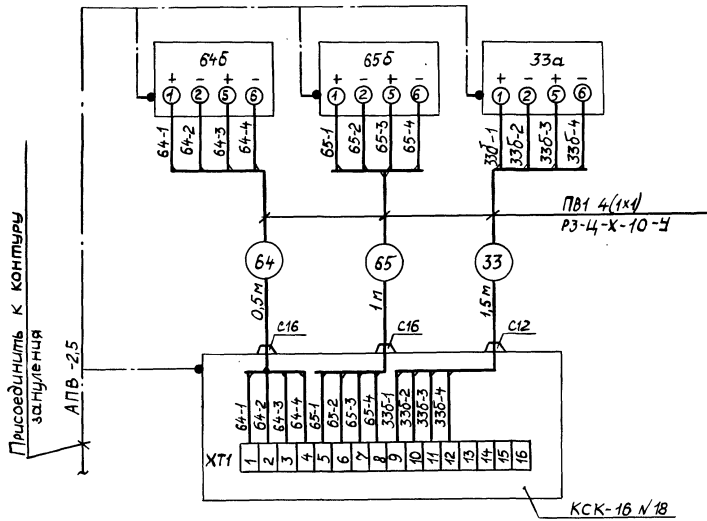 64б
65б
33а
+ − + −
+ − + −
+ − + −
1 2 5 6
1 2 5 6
1 2 5 6
64-1
64-2
64-3
64-4
65-1
65-2
65-3
65-4
33б-1
33б-2
33б-3
33б-4
ПВ1 4(1х1)
РЗ-Ц-Х-10-У
64
65
33
0,5 м
1 м
1,5 м
С16
С16
С12
Присоединить к контуру
зануления
АПВ-2,5
64-1
64-2
64-3
64-4
65-1
65-2
65-3
65-4
33б-1
33б-2
33б-3
33б-4
ХТ1
1 2 3 4 5 6 7 8 9 10 11 12 13 14 15 16
КСК-16 №18